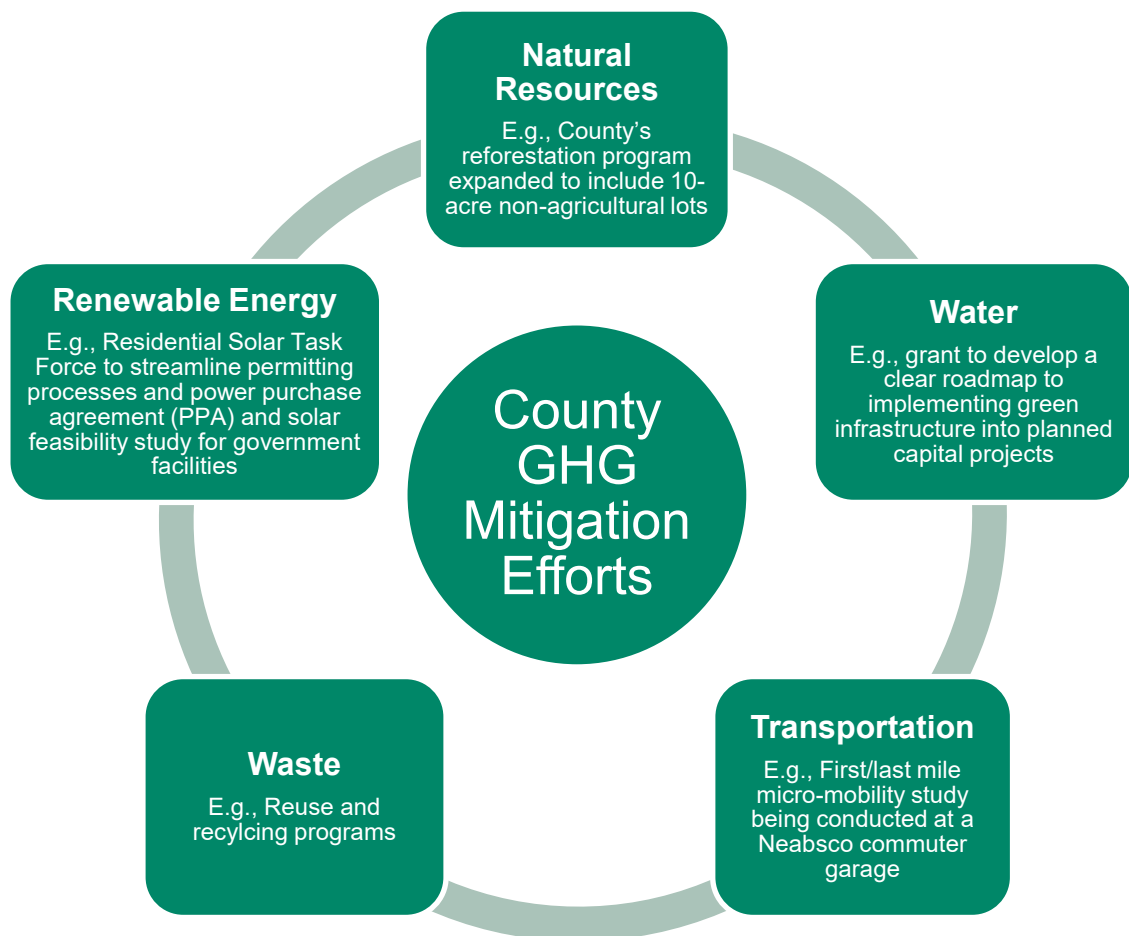 Natural
Resources
E.g., County’s
reforestation program
expanded to include 10-
acre non-agricultural lots
Renewable Energy
E.g., Residential Solar Task
Force to streamline permitting
processes and power purchase
agreement (PPA) and solar
feasibility study for government
facilities
Water
E.g., grant to develop a
clear roadmap to
implementing green
infrastructure into planned
capital projects
County
GHG
Mitigation
Efforts
Waste
E.g., Reuse and
recylcing programs
Transportation
E.g., First/last mile
micro-mobility study
being conducted at a
Neabsco commuter
garage